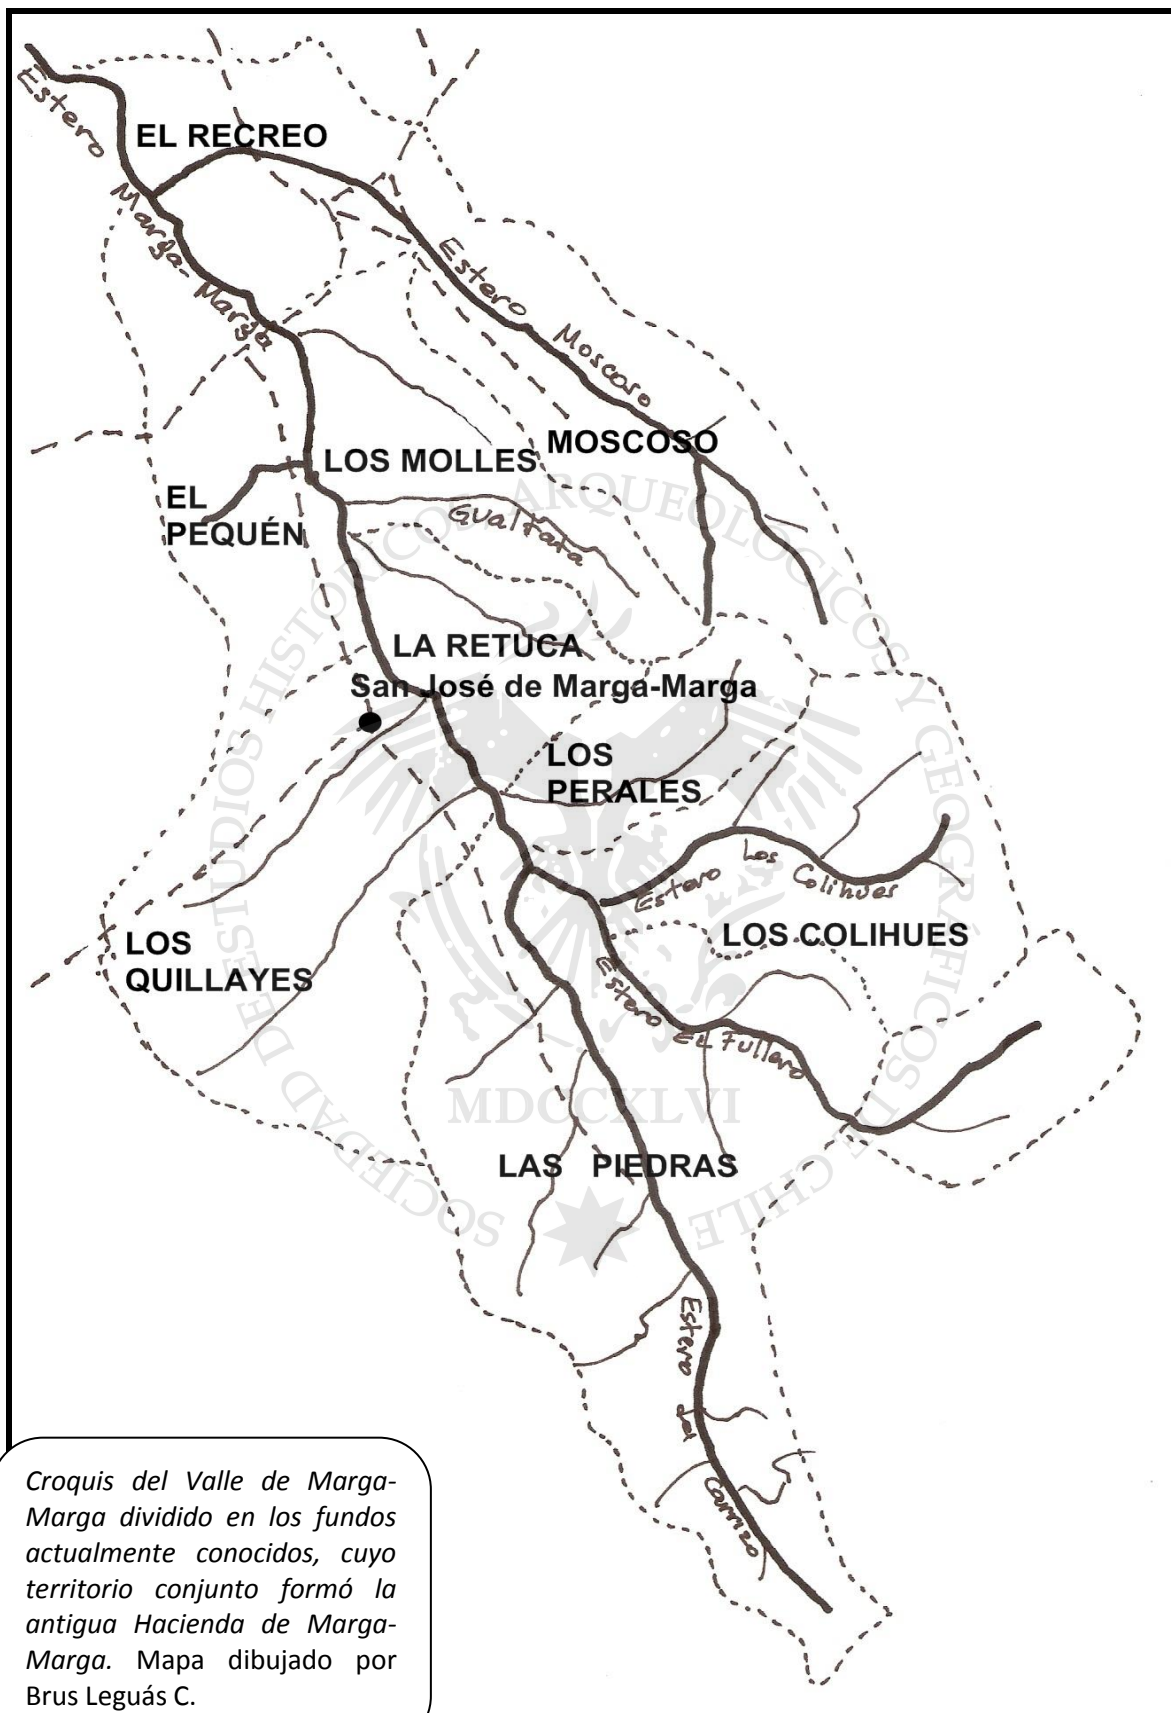 Estero Marga-Marga
EL RECREO
Estero Moscoso
MOSCOSO
LOS MOLLES
EL
PEQUÉN
Gualtata
LA RETUCA
San José de Marga-Marga
LOS
PERALES
Estero Los Colihues
LOS COLIHUES
LOS
QUILLAYES
Estero EL Fullero
LAS PIEDRAS
Estero del Carrizo
SOCIEDAD DE ESTUDIOS HISTÓRICOS ARQUEOLÓGICOS Y GEOGRÁFICOS DE CHILE
MDCCXLVI
Croquis del Valle de Marga-
Marga dividido en los fundos
actualmente conocidos, cuyo
territorio conjunto formó la
antigua Hacienda de Marga-
Marga. Mapa dibujado por
Brus Leguás C.